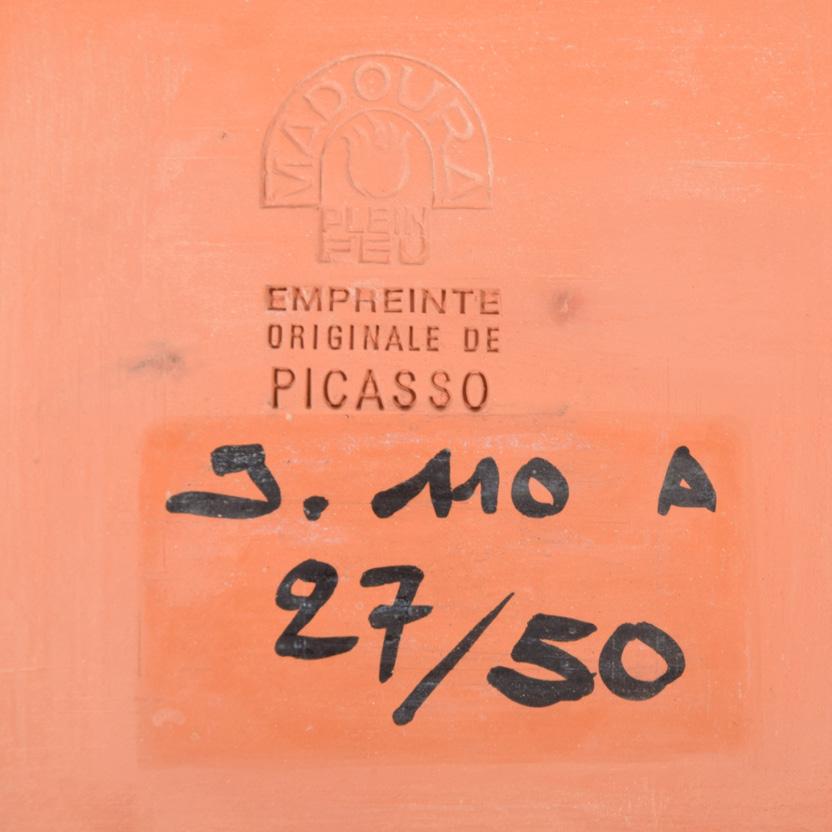 MADOURA
PLEIN
FEU
EMPREINTE
ORIGINALE DE
PICASSO
J. 110 A
27/50